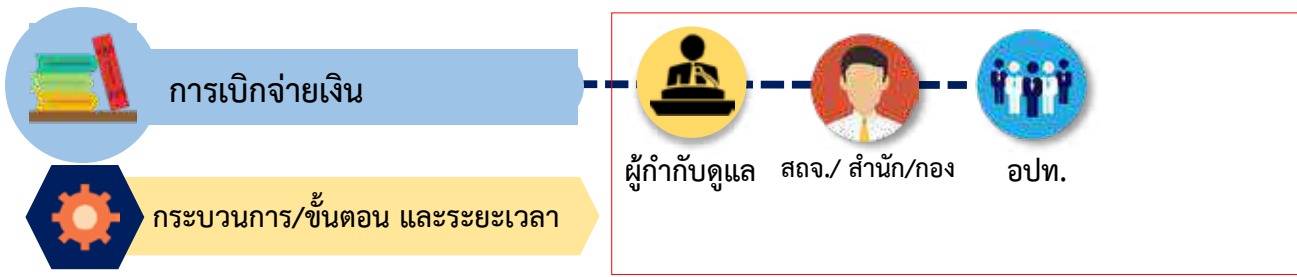 การเบิกจ่ายเงิน
ผู้กำกับดูแล สถจ./ สำนัก/กอง อปท.
กระบวนการ/ขั้นตอน และระยะเวลา